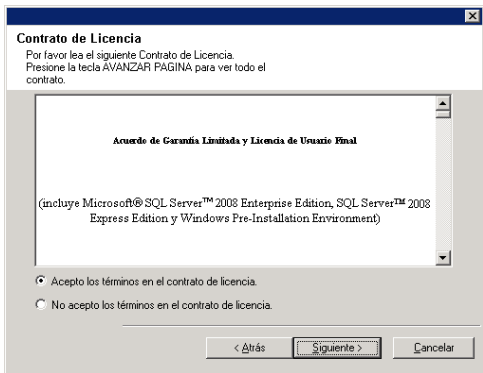 Contrato de Licencia
Por favor lea el siguiente Contrato de Licencia.
Presione la tecla AVANZAR PAGINA para ver todo el
contrato.
Acuerdo de Garantía Limitada y Licencia de Usuario Final
(incluye Microsoft® SQL Server™ 2008 Enterprise Edition, SQL Server™ 2008
Express Edition y Windows Pre-Installation Environment)
Acepto los términos en el contrato de licencia.
No acepto los términos en el contrato de licencia.
< Atrás Siguiente > Cancelar